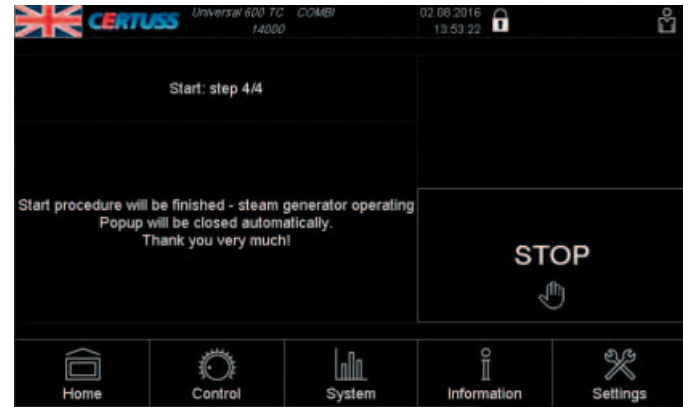 CERTUSS
Universal 600 TC COMBI
14000
02.08.2016
13:53:22
Start: step 4/4
Start procedure will be finished - steam generator operating
Popup will be closed automatically.
Thank you very much!
STOP
Home
Control
System
Information
Settings